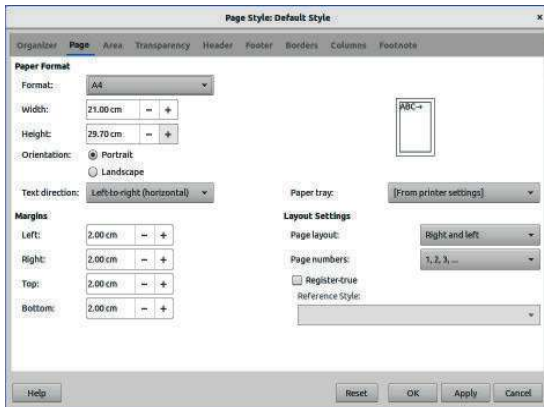 Page Style: Default Style ×
Organizer Page Area Transparency Header Footer Borders Columns Footnote
Paper Format
Format: A4
Width: 21.00 cm − +
Height: 29.70 cm − +
ABC→
Orientation: Portrait
Landscape
Text direction: Left-to-right (horizontal)
Paper tray: [From printer settings]
Margins
Layout Settings
Left: 2.00 cm − +
Page layout: Right and left
Right: 2.00 cm − +
Page numbers: 1, 2, 3, ...
Top: 2.00 cm − +
Register-true
Reference Style:
Bottom: 2.00 cm − +
Help Reset OK Apply Cancel